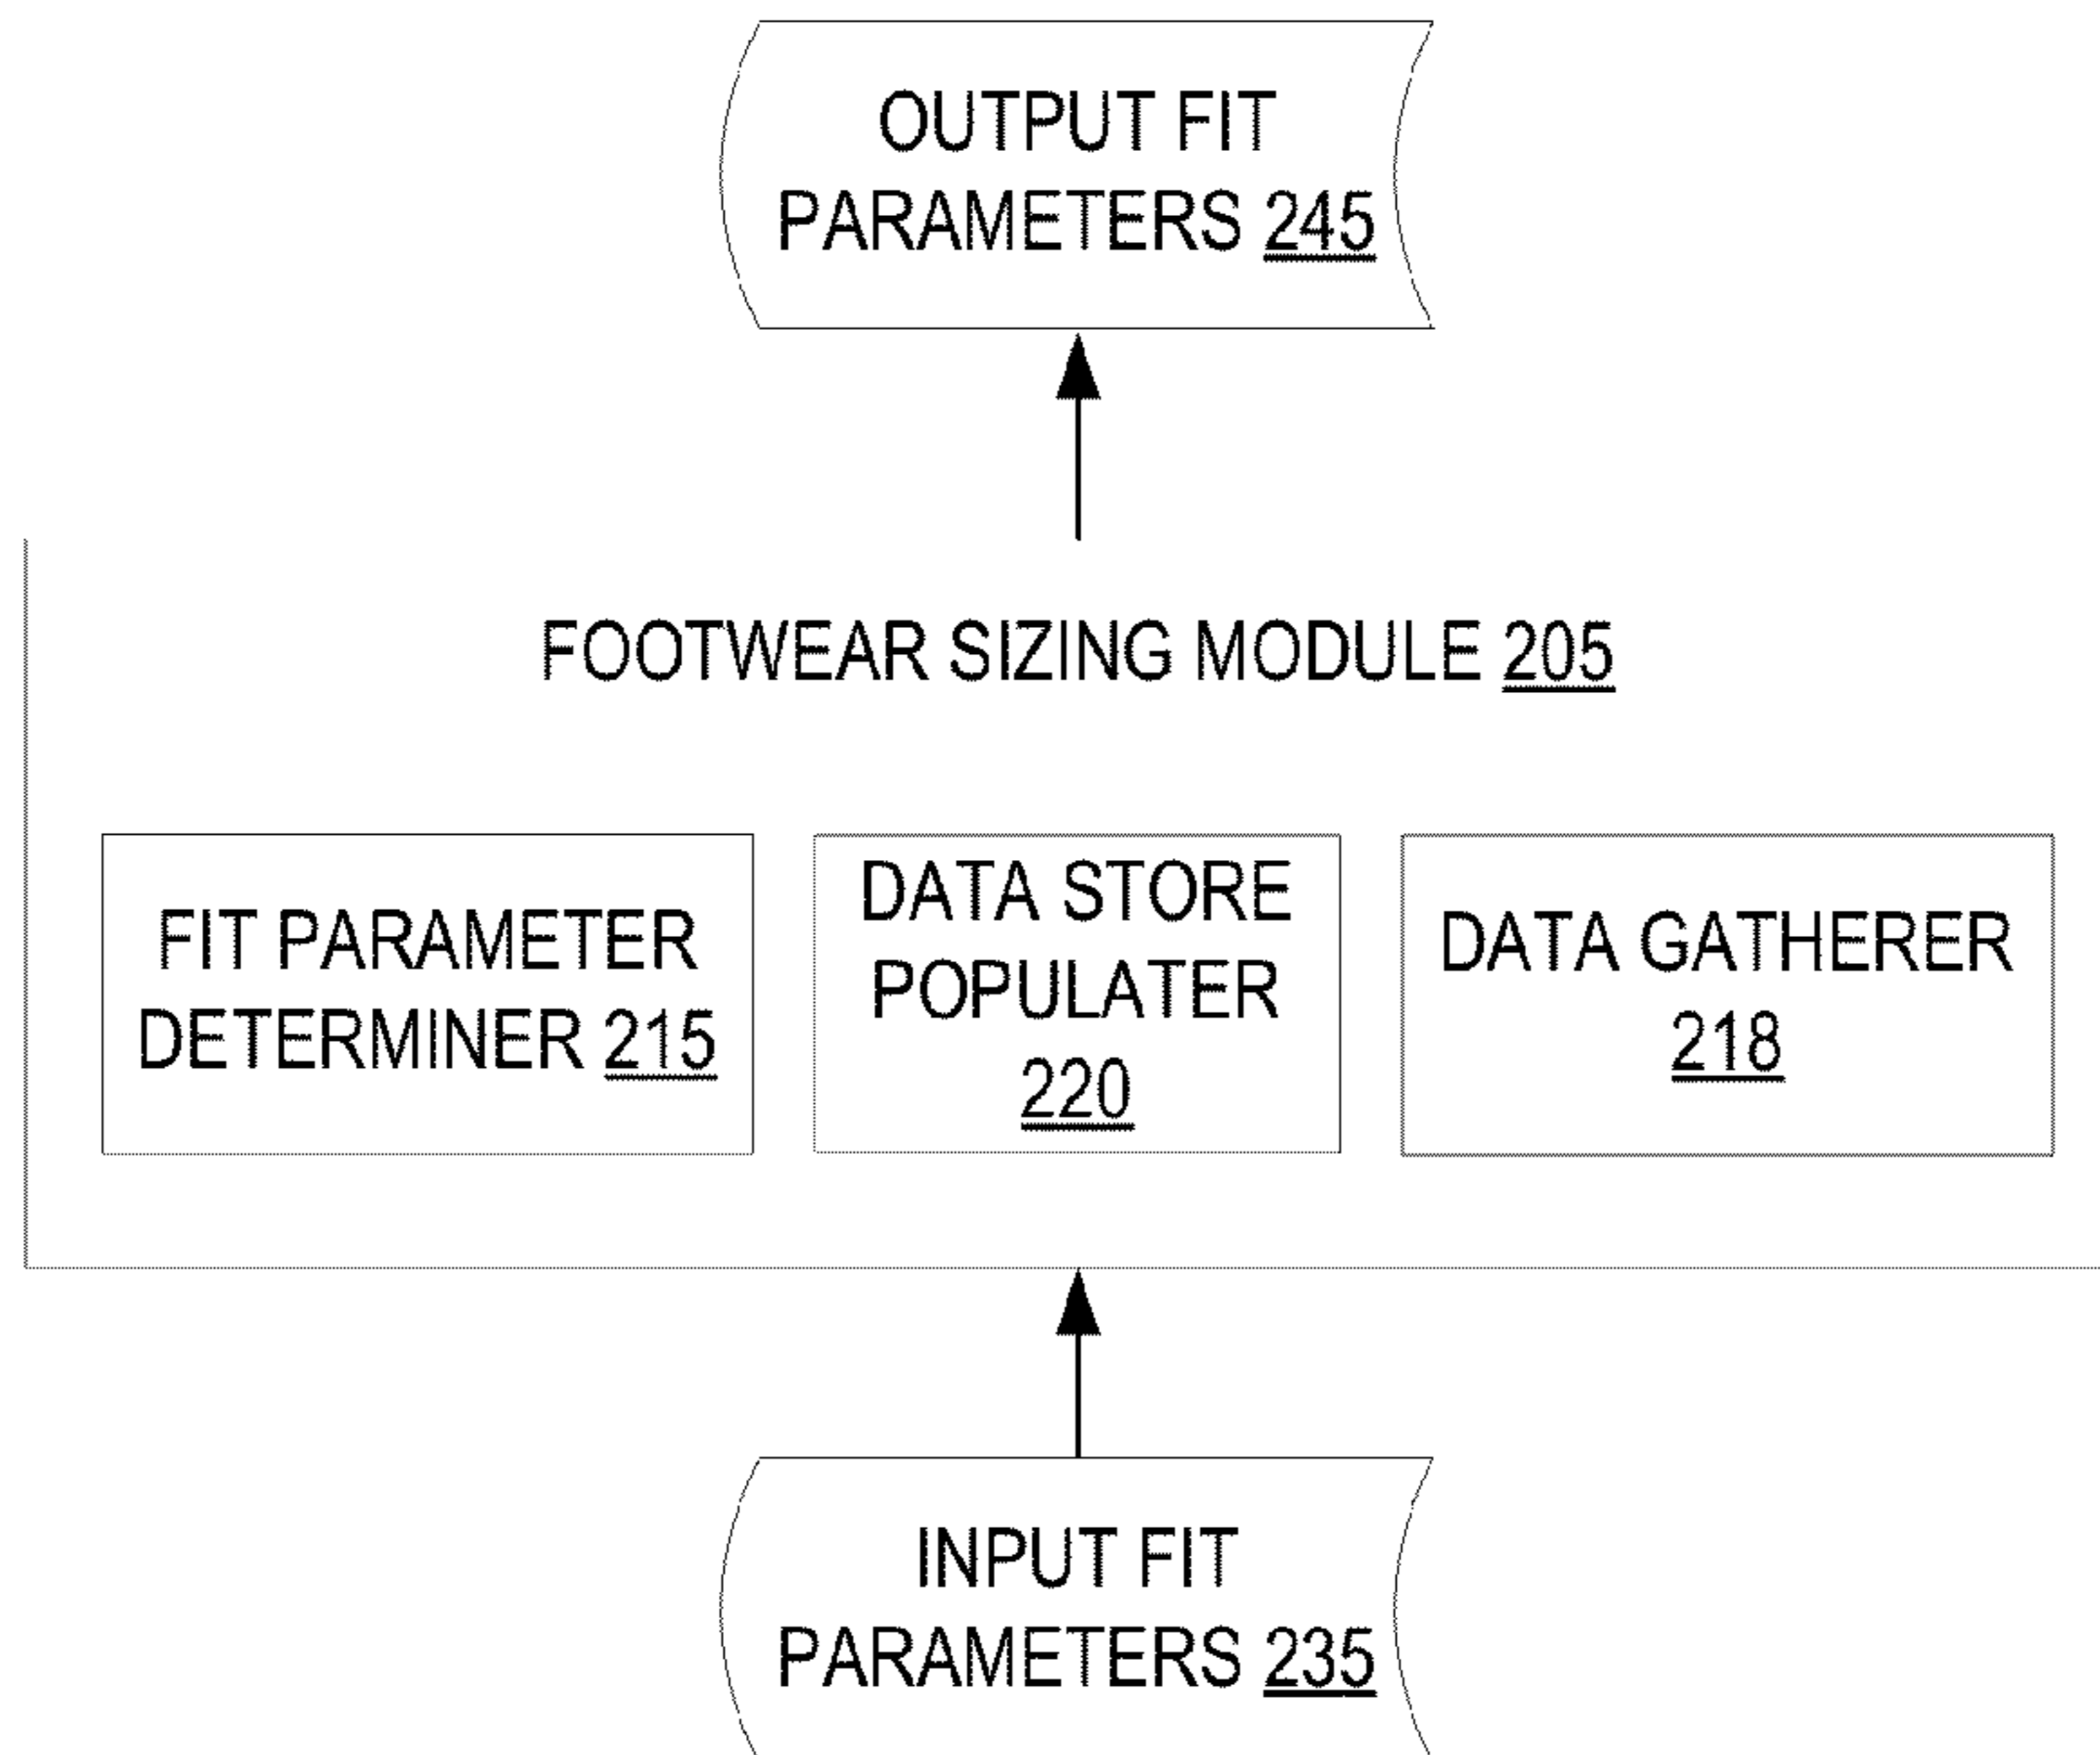 OUTPUT FIT
PARAMETERS 245
FOOTWEAR SIZING MODULE 205
FIT PARAMETER
DETERMINER 215
DATA STORE
POPULATER
220
DATA GATHERER
218
INPUT FIT
PARAMETERS 235